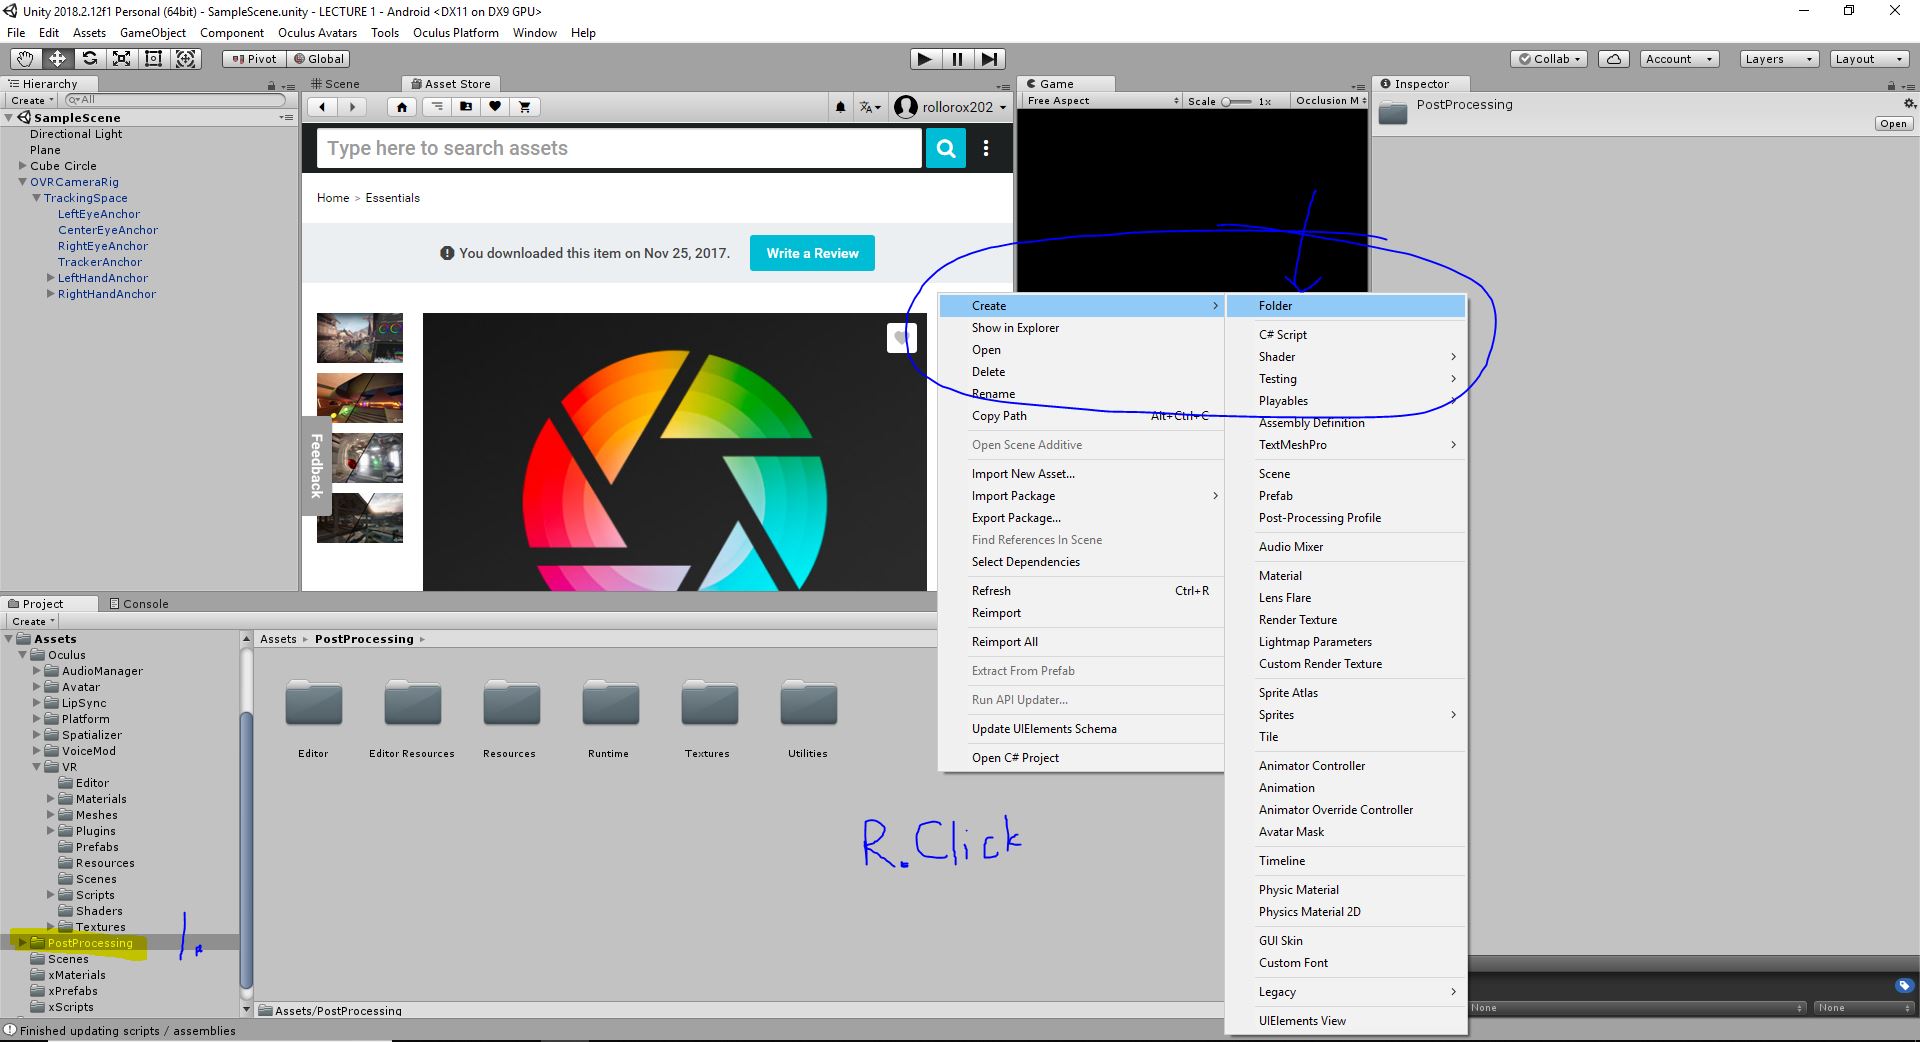 Unity 2018.2.12f1 Personal (64bit) - SampleScene.unity - LECTURE 1 - Android <DX11 on DX9 GPU>
File Edit Assets GameObject Component Oculus Avatars Tools Oculus Platform Window Help
Pivot Global Collab Account Layers Layout
Hierarchy
Create All
SampleScene
Directional Light
Plane
Cube Circle
OVRCameraRig
TrackingSpace
LeftEyeAnchor
CenterEyeAnchor
RightEyeAnchor
TrackerAnchor
LeftHandAnchor
RightHandAnchor
Scene Asset Store
rollorox202
Type here to search assets
Home > Essentials
You downloaded this item on Nov 25, 2017. Write a Review
Feedback
Game
Free Aspect Scale 1x Occlusion M
Inspector
PostProcessing
Open
Create
Show in Explorer
Open
Delete
Rename
Copy Path Alt+Ctrl+C
Open Scene Additive
Import New Asset...
Import Package
Export Package...
Find References In Scene
Select Dependencies
Refresh Ctrl+R
Reimport
Reimport All
Extract From Prefab
Run API Updater...
Update UIElements Schema
Open C# Project
Folder
C# Script
Shader
Testing
Playables
Assembly Definition
TextMeshPro
Scene
Prefab
Post-Processing Profile
Audio Mixer
Material
Lens Flare
Render Texture
Lightmap Parameters
Custom Render Texture
Sprite Atlas
Sprites
Tile
Animator Controller
Animation
Animator Override Controller
Avatar Mask
Timeline
Physic Material
Physics Material 2D
GUI Skin
Custom Font
Legacy
UIElements View
Project Console
Create
Assets
Oculus
AudioManager
Avatar
LipSync
Platform
Spatializer
VoiceMod
VR
Editor
Materials
Meshes
Plugins
Prefabs
Resources
Scenes
Scripts
Shaders
Textures
PostProcessing
Scenes
xMaterials
xPrefabs
xScripts
1.
Assets PostProcessing
Editor Editor Resources Resources Runtime Textures Utilities
R.Click
Assets/PostProcessing
None None
Finished updating scripts / assemblies